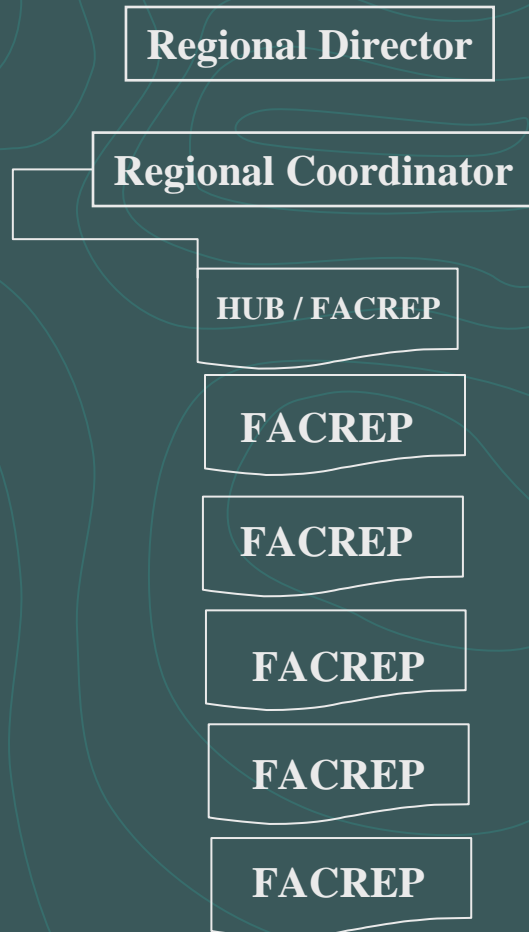 Regional Director
Regional Coordinator
HUB / FACREP
FACREP
FACREP
FACREP
FACREP
FACREP